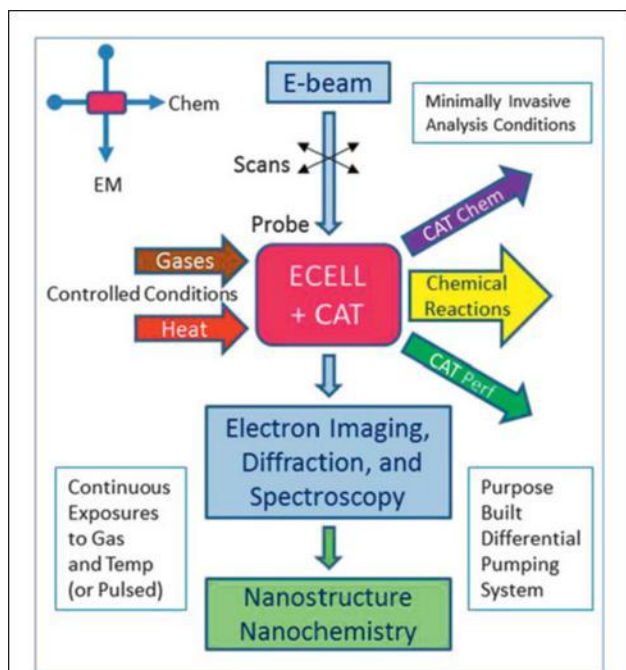 E-beam
Chem
EM
Minimally Invasive
Analysis Conditions
Scans
Probe
CAT Chem
Gases
Controlled Conditions
Heat
ECELL
+ CAT
Chemical
Reactions
CAT Perf
Electron Imaging,
Diffraction, and
Spectroscopy
Continuous
Exposures
to Gas
and Temp
(or Pulsed)
Purpose
Built
Differential
Pumping
System
Nanostructure
Nanochemistry